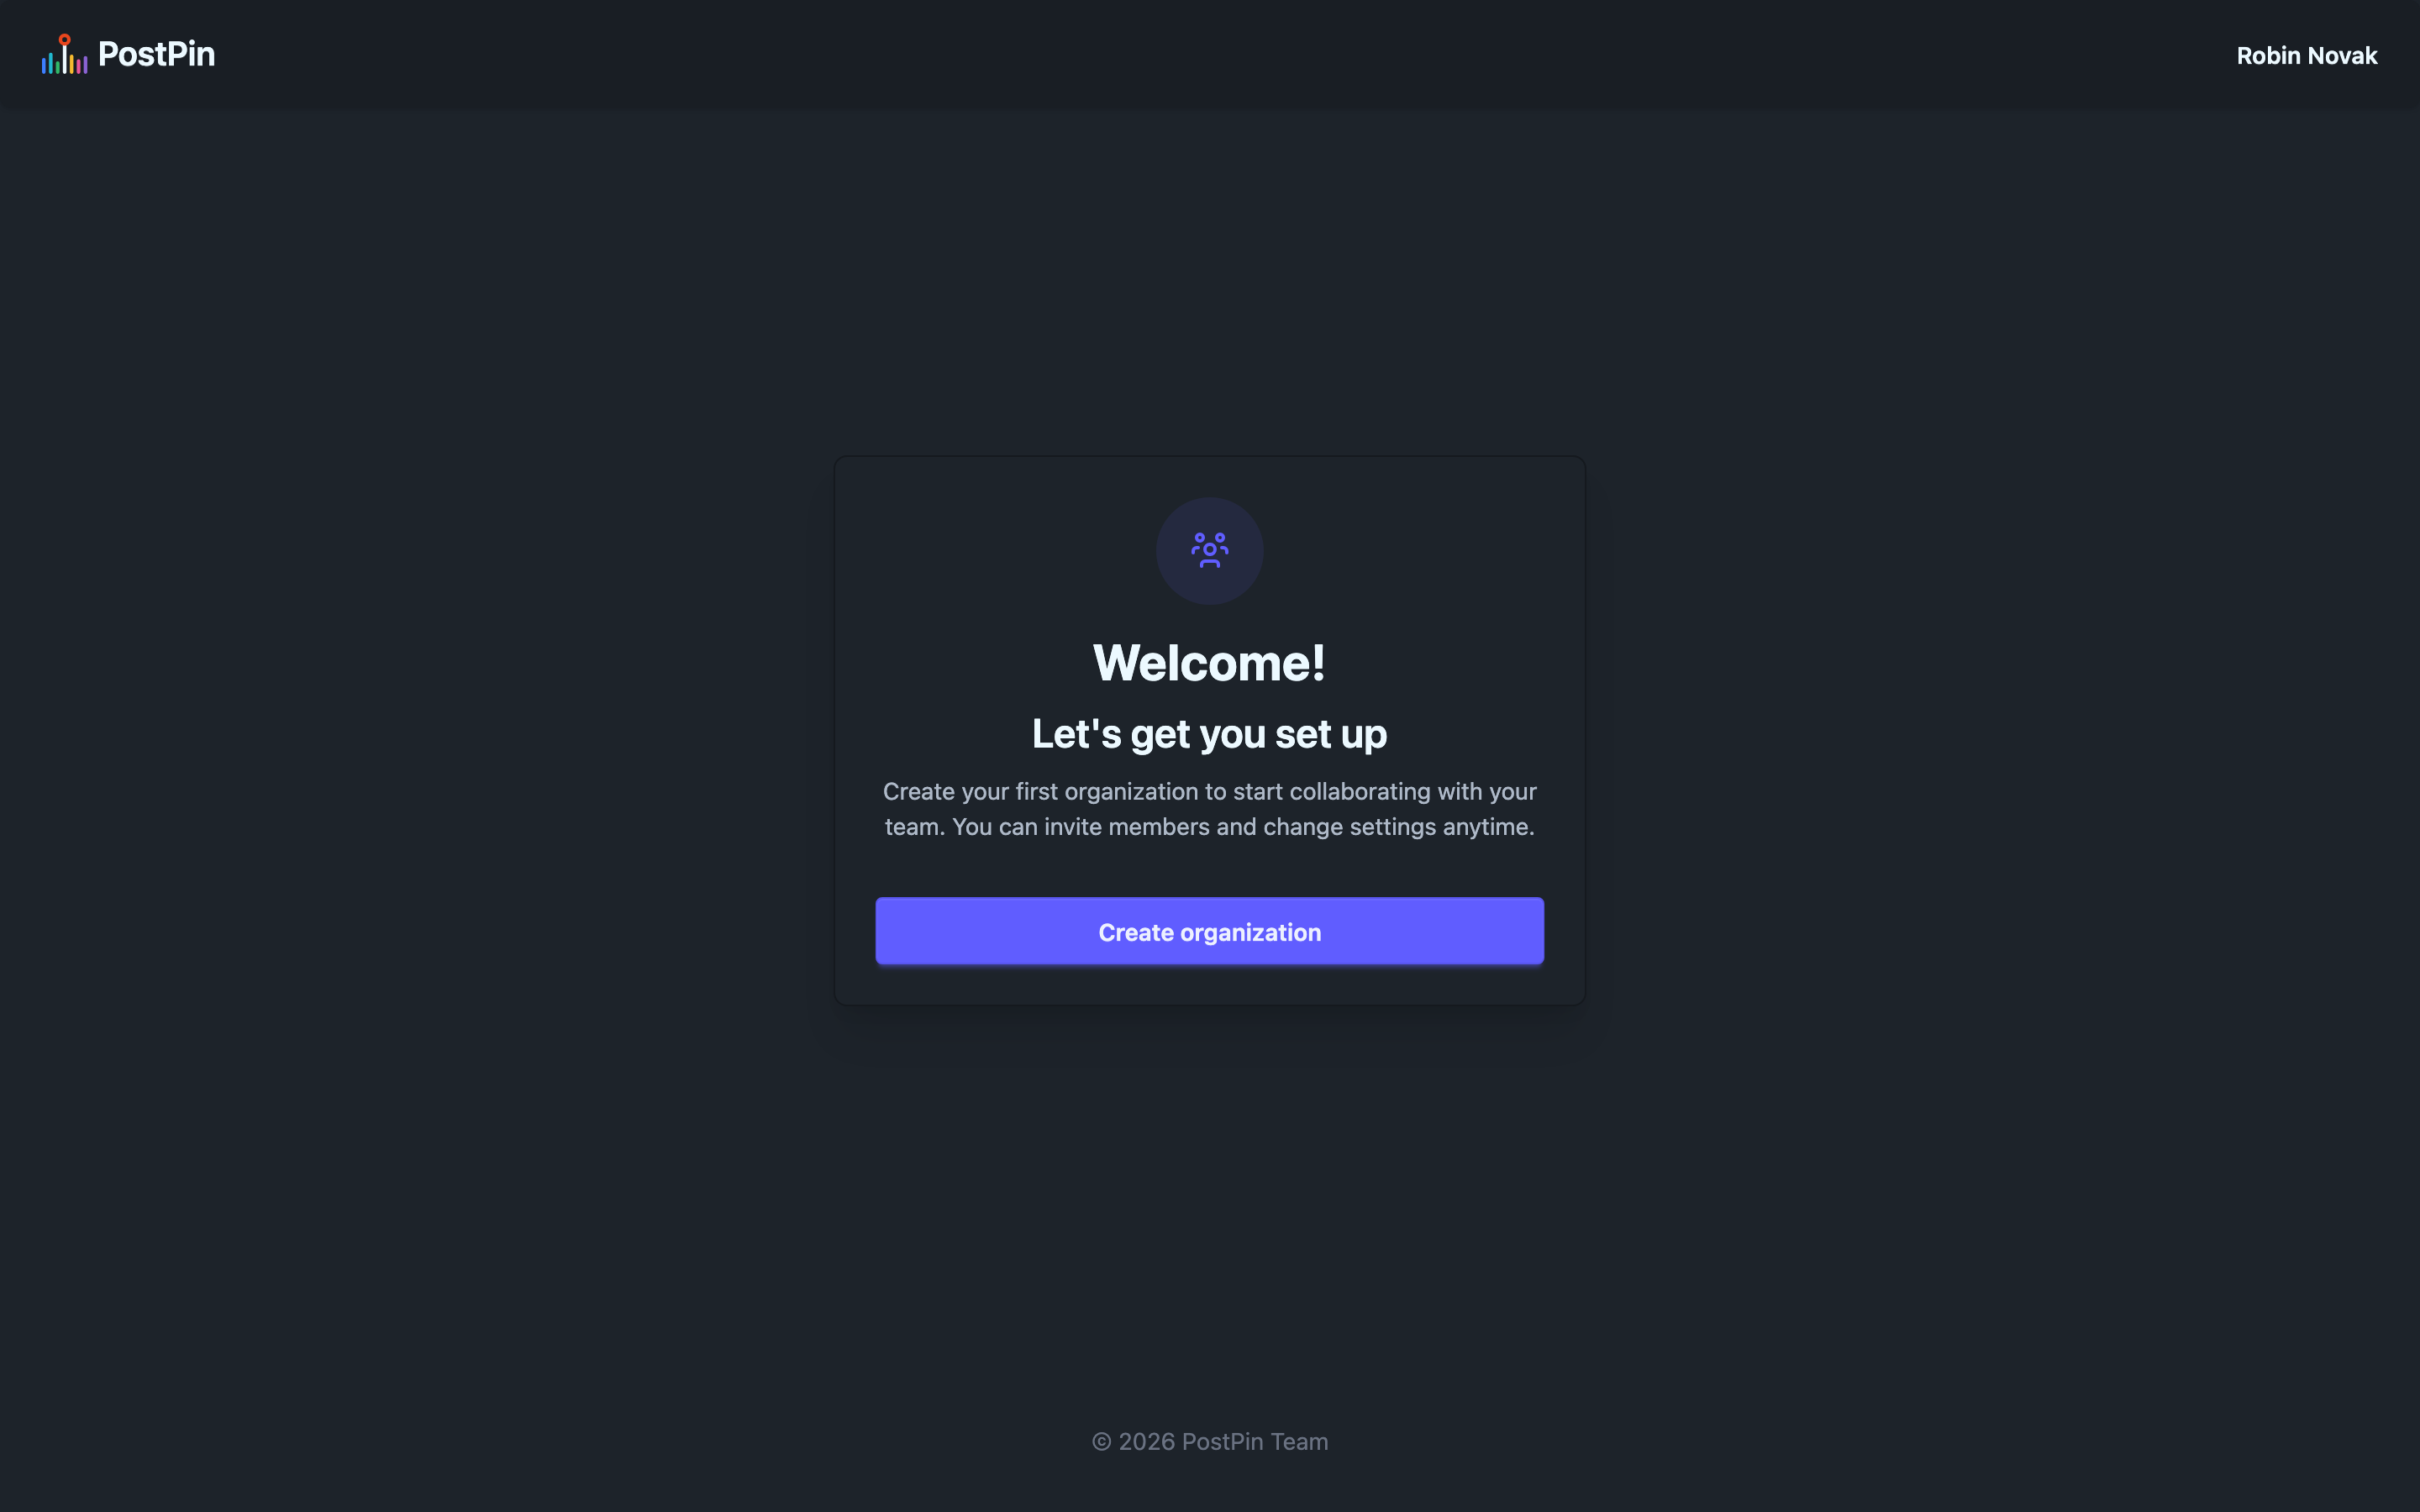 PostPin
Robin Novak
Welcome!
Let's get you set up
Create your first organization to start collaborating with your
team. You can invite members and change settings anytime.
Create organization
© 2026 PostPin Team